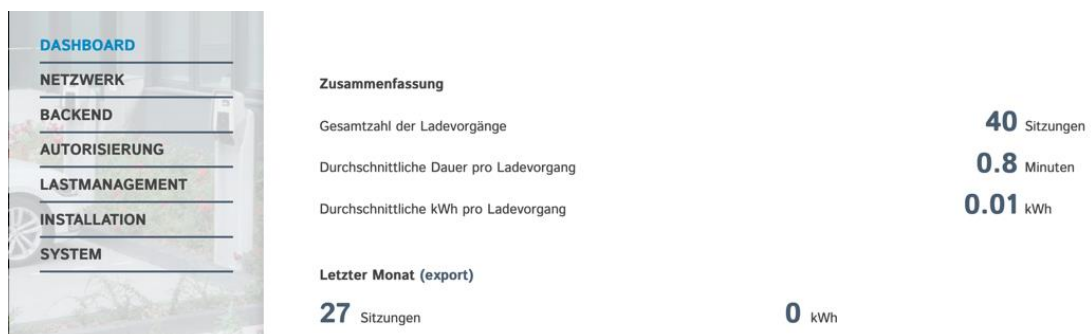 DASHBOARD
NETZWERK
BACKEND
AUTORISIERUNG
LASTMANAGEMENT
INSTALLATION
SYSTEM
Zusammenfassung
Gesamtzahl der Ladevorgänge 40 Sitzungen
Durchschnittliche Dauer pro Ladevorgang 0.8 Minuten
Durchschnittliche kWh pro Ladevorgang 0.01 kWh
Letzter Monat (export)
27 Sitzungen 0 kWh